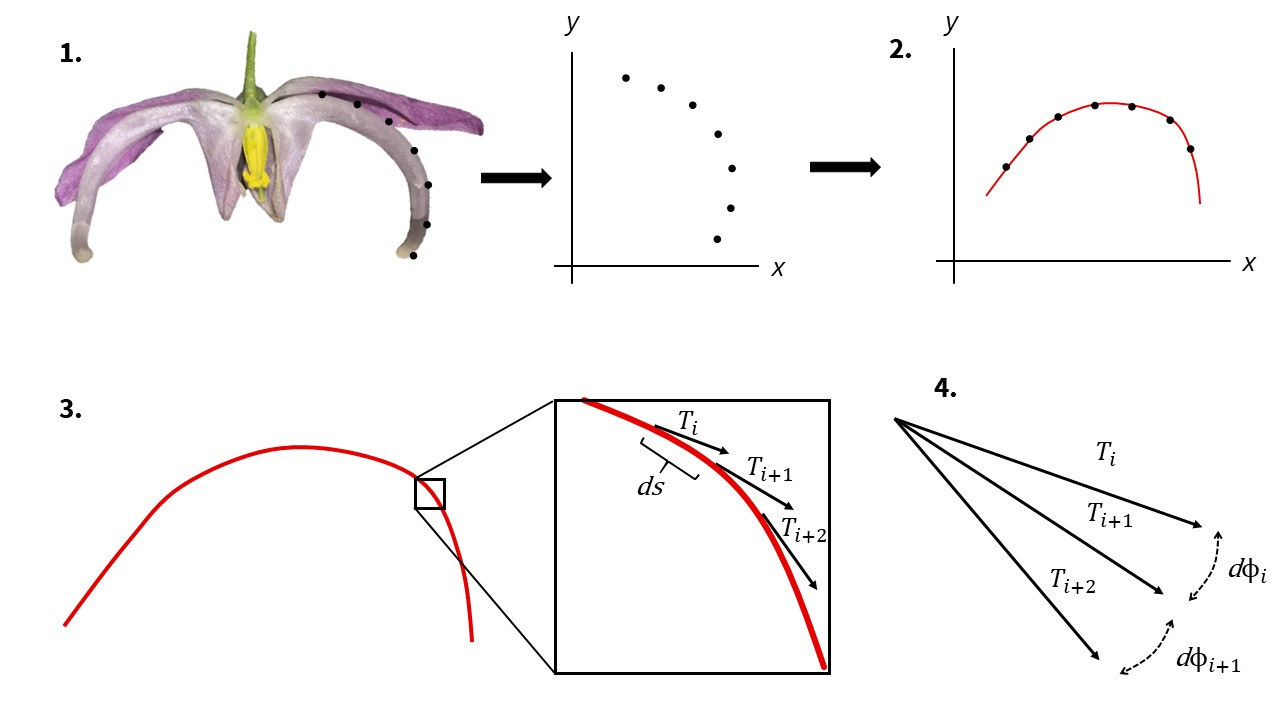 1.
y
x
2.
y
x
3.
T_i
T_{i+1}
ds
T_{i+2}
4.
T_i
T_{i+1}
T_{i+2}
dϕ_i
dϕ_{i+1}